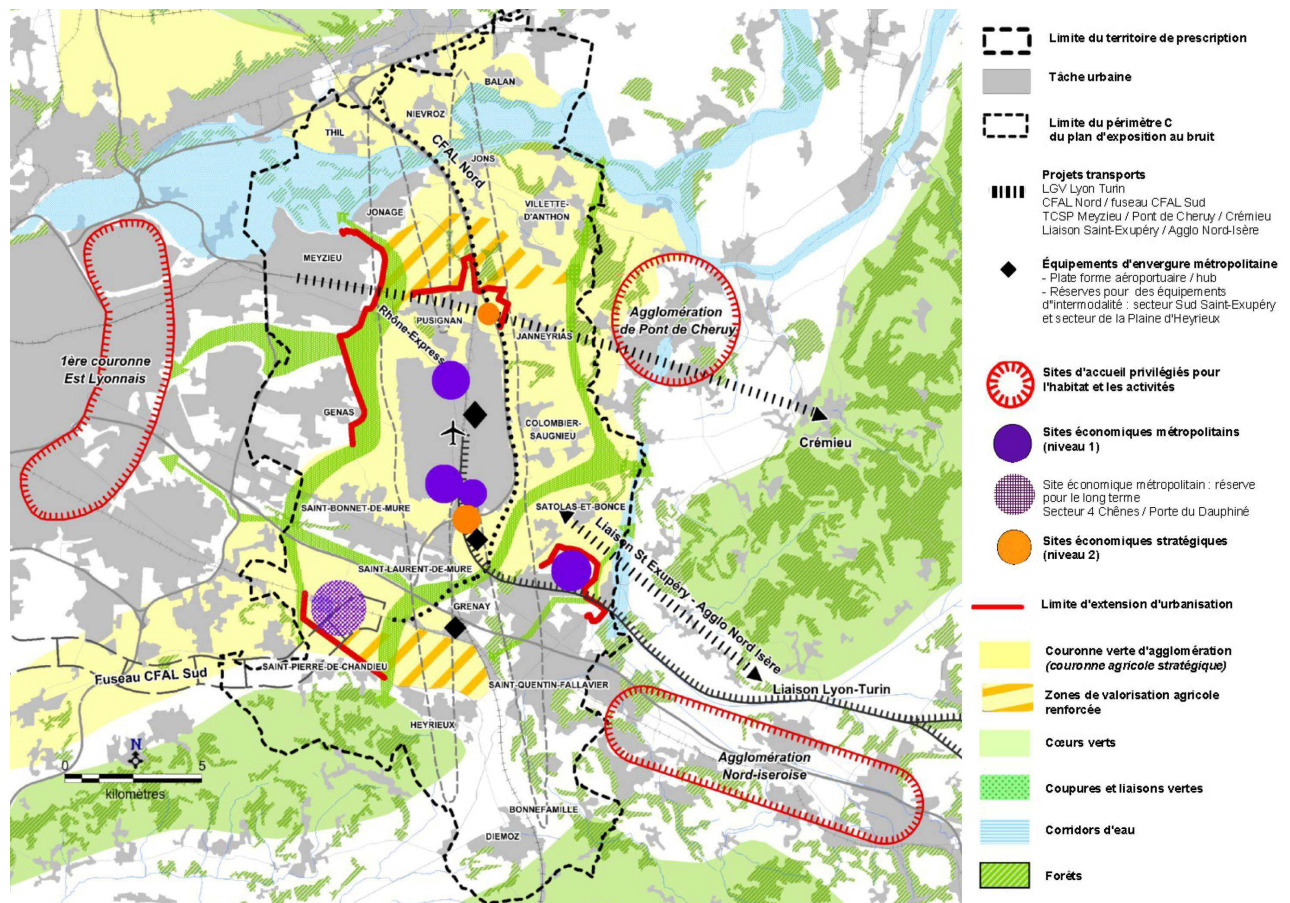 BALAN
NIEVROZ
THIL
CFAL Nord
JONS
VILLETTE-
D'ANTHON
JONAGE
MEYZIEU
Rhône-Express
PUSIGNAN
JANNEYRIAS
Agglomération
de Pont de Cheruy
1ère couronne
Est Lyonnais
GENAS
COLOMBIER-
SAUGNIEU
Crémieu
SAINT-BONNET-DE-MURE
SATOLAS-ET-BONCE
Liaison St Exupéry - Agglo Nord Isère
SAINT-LAURENT-DE-MURE
GRENAY
SAINT-PIERRE-DE-CHANDIEU
Fuseau CFAL Sud
SAINT-QUENTIN-FALLAVIER
Liaison Lyon-Turin
HEYRIEUX
Agglomération
Nord-iseroise
N
0 5
kilomètres
BONNEFAMILLE
DIEMOZ
Limite du territoire de prescription
Tâche urbaine
Limite du périmètre C
du plan d'exposition au bruit
Projets transports
LGV Lyon Turin
CFAL Nord / fuseau CFAL Sud
TCSP Meyzieu / Pont de Cheruy / Crémieu
Liaison Saint-Exupéry / Agglo Nord-Isère
Équipements d'envergure métropolitaine
- Plate forme aéroportuaire / hub
- Réserves pour des équipements
d'intermodalité : secteur Sud Saint-Exupéry
et secteur de la Plaine d'Heyrieux
Sites d'accueil privilégiés pour
l'habitat et les activités
Sites économiques métropolitains
(niveau 1)
Site économique métropolitain : réserve
pour le long terme
Secteur 4 Chênes / Porte du Dauphiné
Sites économiques stratégiques
(niveau 2)
Limite d'extension d'urbanisation
Couronne verte d'agglomération
(couronne agricole stratégique)
Zones de valorisation agricole
renforcée
Cœurs verts
Coupures et liaisons vertes
Corridors d'eau
Forêts